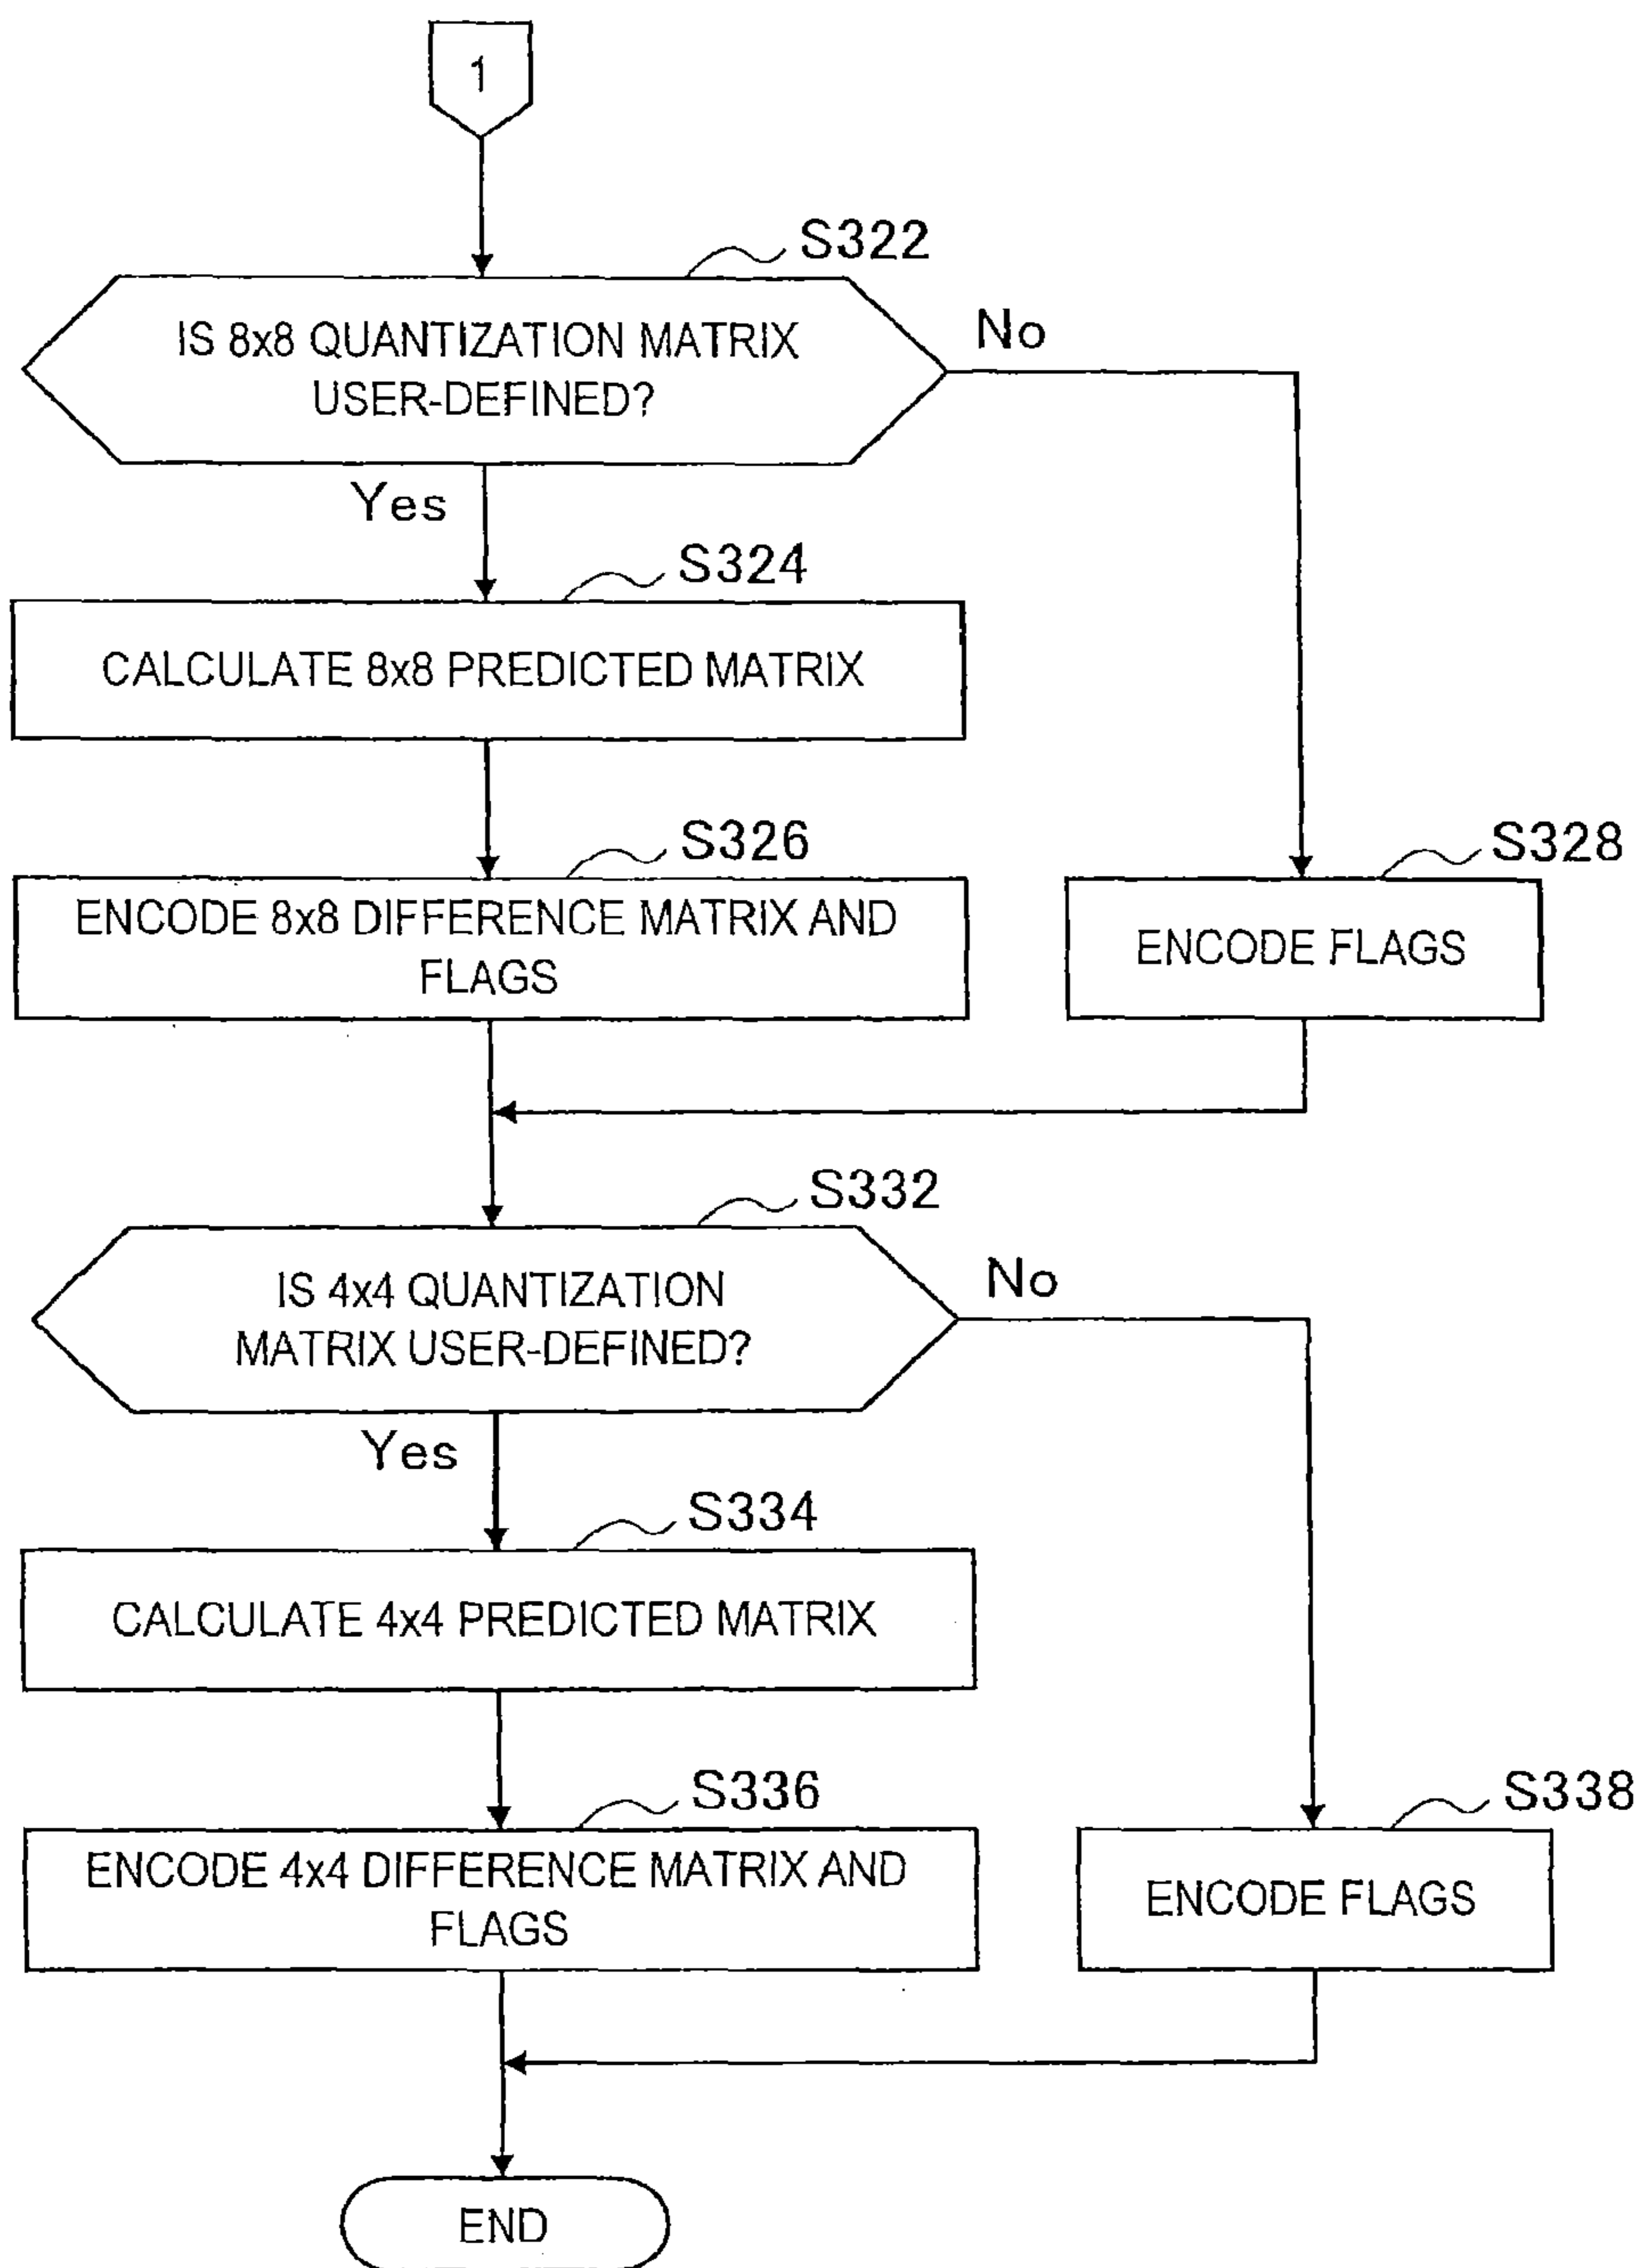 1
S322
IS 8x8 QUANTIZATION MATRIX
USER-DEFINED?
No
Yes
S324
CALCULATE 8x8 PREDICTED MATRIX
S326
ENCODE 8x8 DIFFERENCE MATRIX AND
FLAGS
S328
ENCODE FLAGS
S332
IS 4x4 QUANTIZATION
MATRIX USER-DEFINED?
No
Yes
S334
CALCULATE 4x4 PREDICTED MATRIX
S336
ENCODE 4x4 DIFFERENCE MATRIX AND
FLAGS
S338
ENCODE FLAGS
END